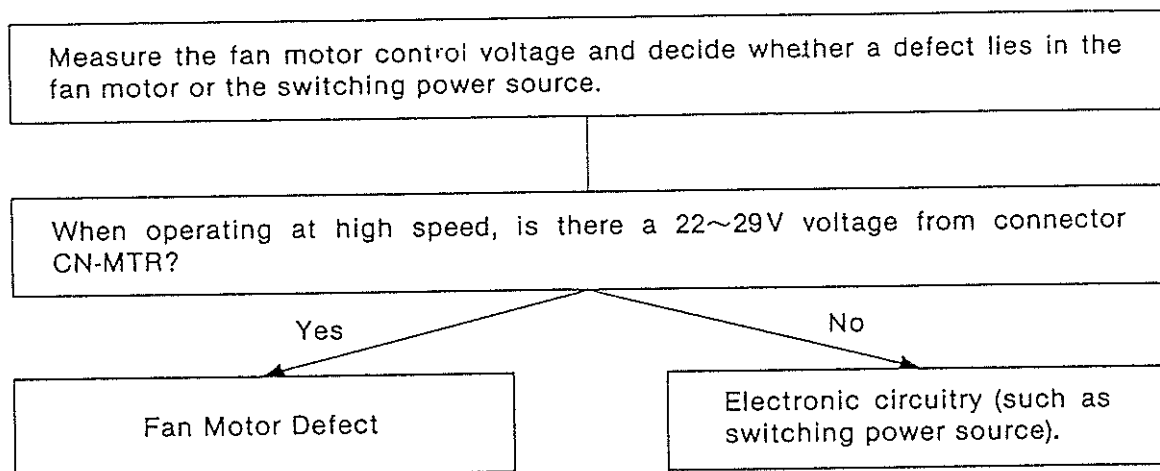 Measure the fan motor control voltage and decide whether a defect lies in the
fan motor or the switching power source.
When operating at high speed, is there a 22~29V voltage from connector
CN-MTR?
Yes
No
Fan Motor Defect
Electronic circuitry (such as
switching power source).